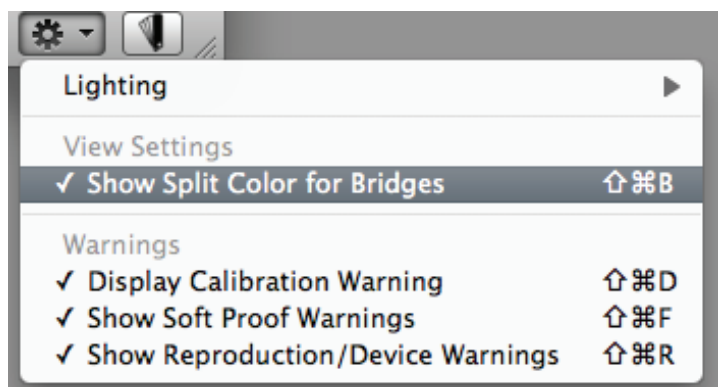 Lighting
View Settings
✓ Show Split Color for Bridges ⇧⌘B
Warnings
✓ Display Calibration Warning ⇧⌘D
✓ Show Soft Proof Warnings ⇧⌘F
✓ Show Reproduction/Device Warnings ⇧⌘R